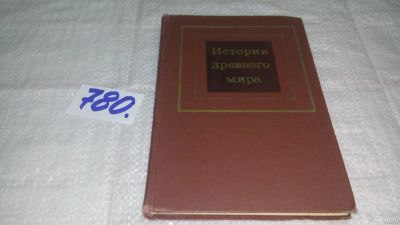 780.
История
древнего
мира